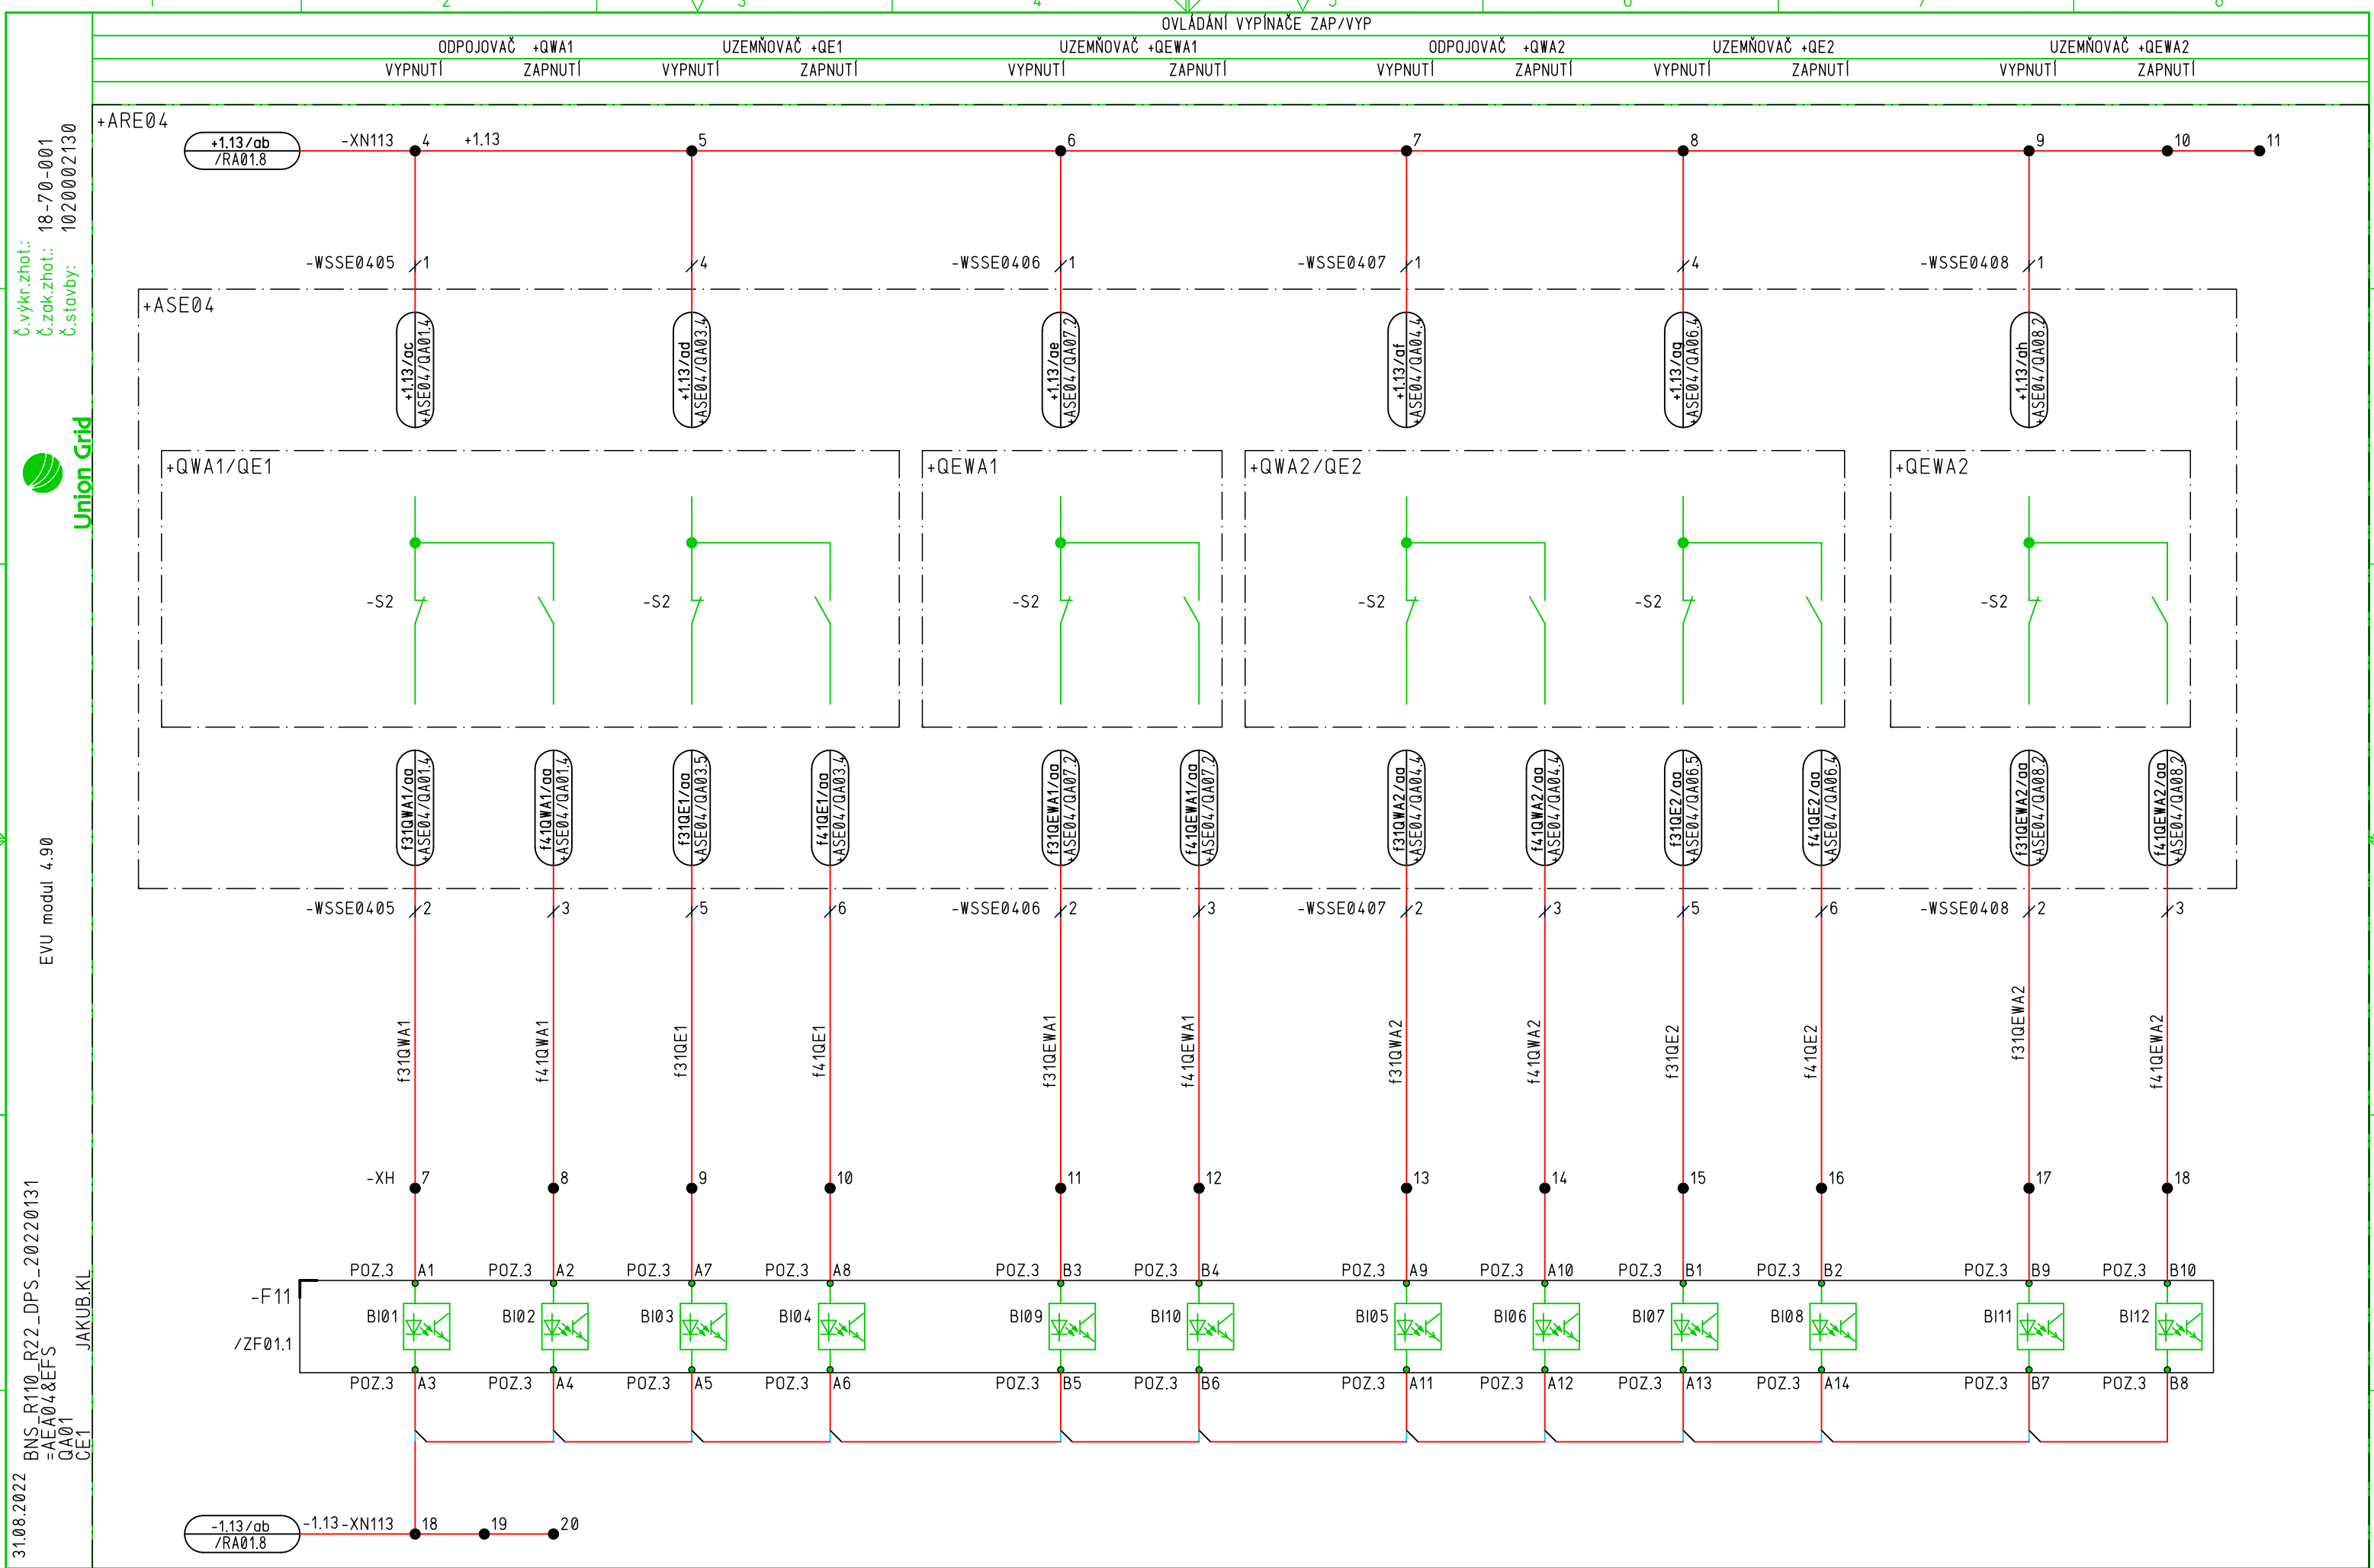 1 2 3 4 5 6 7 8
OVLÁDÁNÍ VYPÍNAČE ZAP/VYP
ODPOJOVAČ +QWA1 UZEMŇOVAČ +QE1 UZEMŇOVAČ +QEWA1 ODPOJOVAČ +QWA2 UZEMŇOVAČ +QE2 UZEMŇOVAČ +QEWA2
VYPNUTÍ ZAPNUTÍ VYPNUTÍ ZAPNUTÍ VYPNUTÍ ZAPNUTÍ VYPNUTÍ ZAPNUTÍ VYPNUTÍ ZAPNUTÍ VYPNUTÍ ZAPNUTÍ
+ARE04
+1.13/ab
/RA01.8
-XN113 4 +1.13 5 6 7 8 9 10 11
-WSSE0405 1 4 -WSSE0406 1 -WSSE0407 1 4 -WSSE0408 1
+ASE04
+1.13/ac
+ASE04/QA01.4
+1.13/ad
+ASE04/QA03.4
+1.13/ae
+ASE04/QA07.2
+1.13/af
+ASE04/QA04.4
+1.13/ag
+ASE04/QA06.4
+1.13/ah
+ASE04/QA08.2
+QWA1/QE1 +QEWA1 +QWA2/QE2 +QEWA2
-S2 -S2 -S2 -S2 -S2 -S2
f31QWA1/aa
+ASE04/QA01.4
f41QWA1/aa
+ASE04/QA01.4
f31QE1/aa
+ASE04/QA03.5
f41QE1/aa
+ASE04/QA03.4
f31QEWA1/aa
+ASE04/QA07.2
f41QEWA1/aa
+ASE04/QA07.2
f31QWA2/aa
+ASE04/QA04.4
f41QWA2/aa
+ASE04/QA04.4
f31QE2/aa
+ASE04/QA06.5
f41QE2/aa
+ASE04/QA06.4
f31QEWA2/aa
+ASE04/QA08.2
f41QEWA2/aa
+ASE04/QA08.2
-WSSE0405 2 3 5 6 -WSSE0406 2 3 -WSSE0407 2 3 5 6 -WSSE0408 2 3
f31QWA1
f41QWA1
f31QE1
f41QE1
f31QEWA1
f41QEWA1
f31QWA2
f41QWA2
f31QE2
f41QE2
f31QEWA2
f41QEWA2
-XH 7 8 9 10 11 12 13 14 15 16 17 18
POZ.3 A1 POZ.3 A2 POZ.3 A7 POZ.3 A8 POZ.3 B3 POZ.3 B4 POZ.3 A9 POZ.3 A10 POZ.3 B1 POZ.3 B2 POZ.3 B9 POZ.3 B10
-F11
BI01 BI02 BI03 BI04 BI09 BI10 BI05 BI06 BI07 BI08 BI11 BI12
/ZF01.1
POZ.3 A3 POZ.3 A4 POZ.3 A5 POZ.3 A6 POZ.3 B5 POZ.3 B6 POZ.3 A11 POZ.3 A12 POZ.3 A13 POZ.3 A14 POZ.3 B7 POZ.3 B8
-1.13/ab
/RA01.8
-1.13 -XN113 18 19 20
Č.výkr.zhot.:
Č.zak.zhot.: 18-70-001
Č.stavby: 1020002130
Union Grid
EVU modul 4.90
31.08.2022
BNS_R110_R22_DPS_20220131
=AEA04&EFS
QA01
CE1 JAKUB.KL